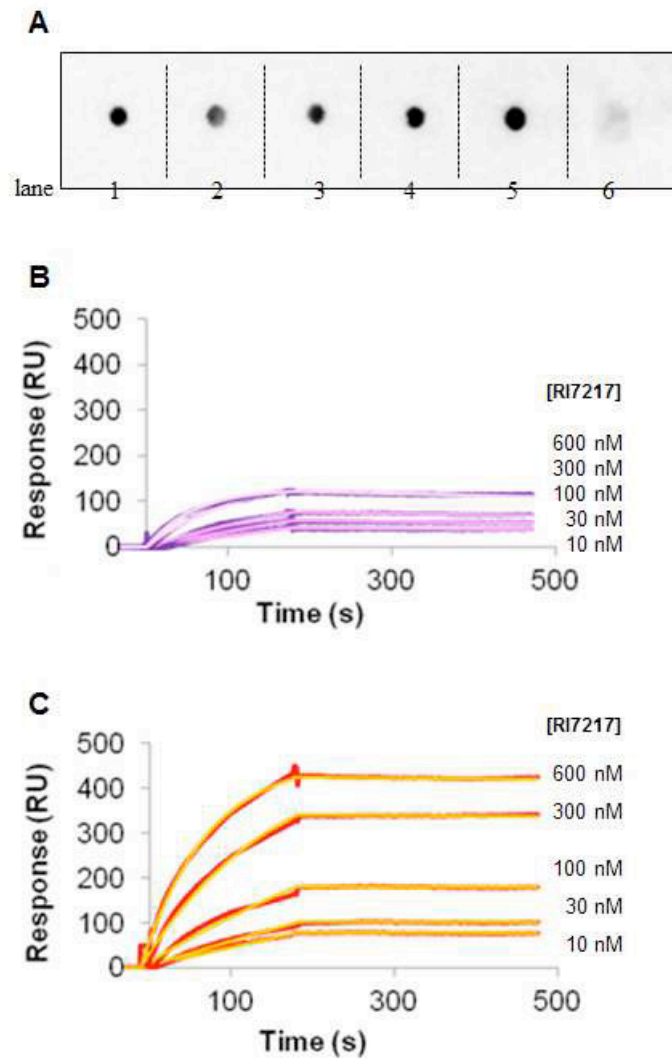 A
lane 1 2 3 4 5 6
B
500
400
300
200
100
0
Response (RU)
100 300 500
Time (s)
[RI7217]
600 nM
300 nM
100 nM
30 nM
10 nM
C
500
400
300
200
100
0
Response (RU)
100 300 500
Time (s)
[RI7217]
600 nM
300 nM
100 nM
30 nM
10 nM